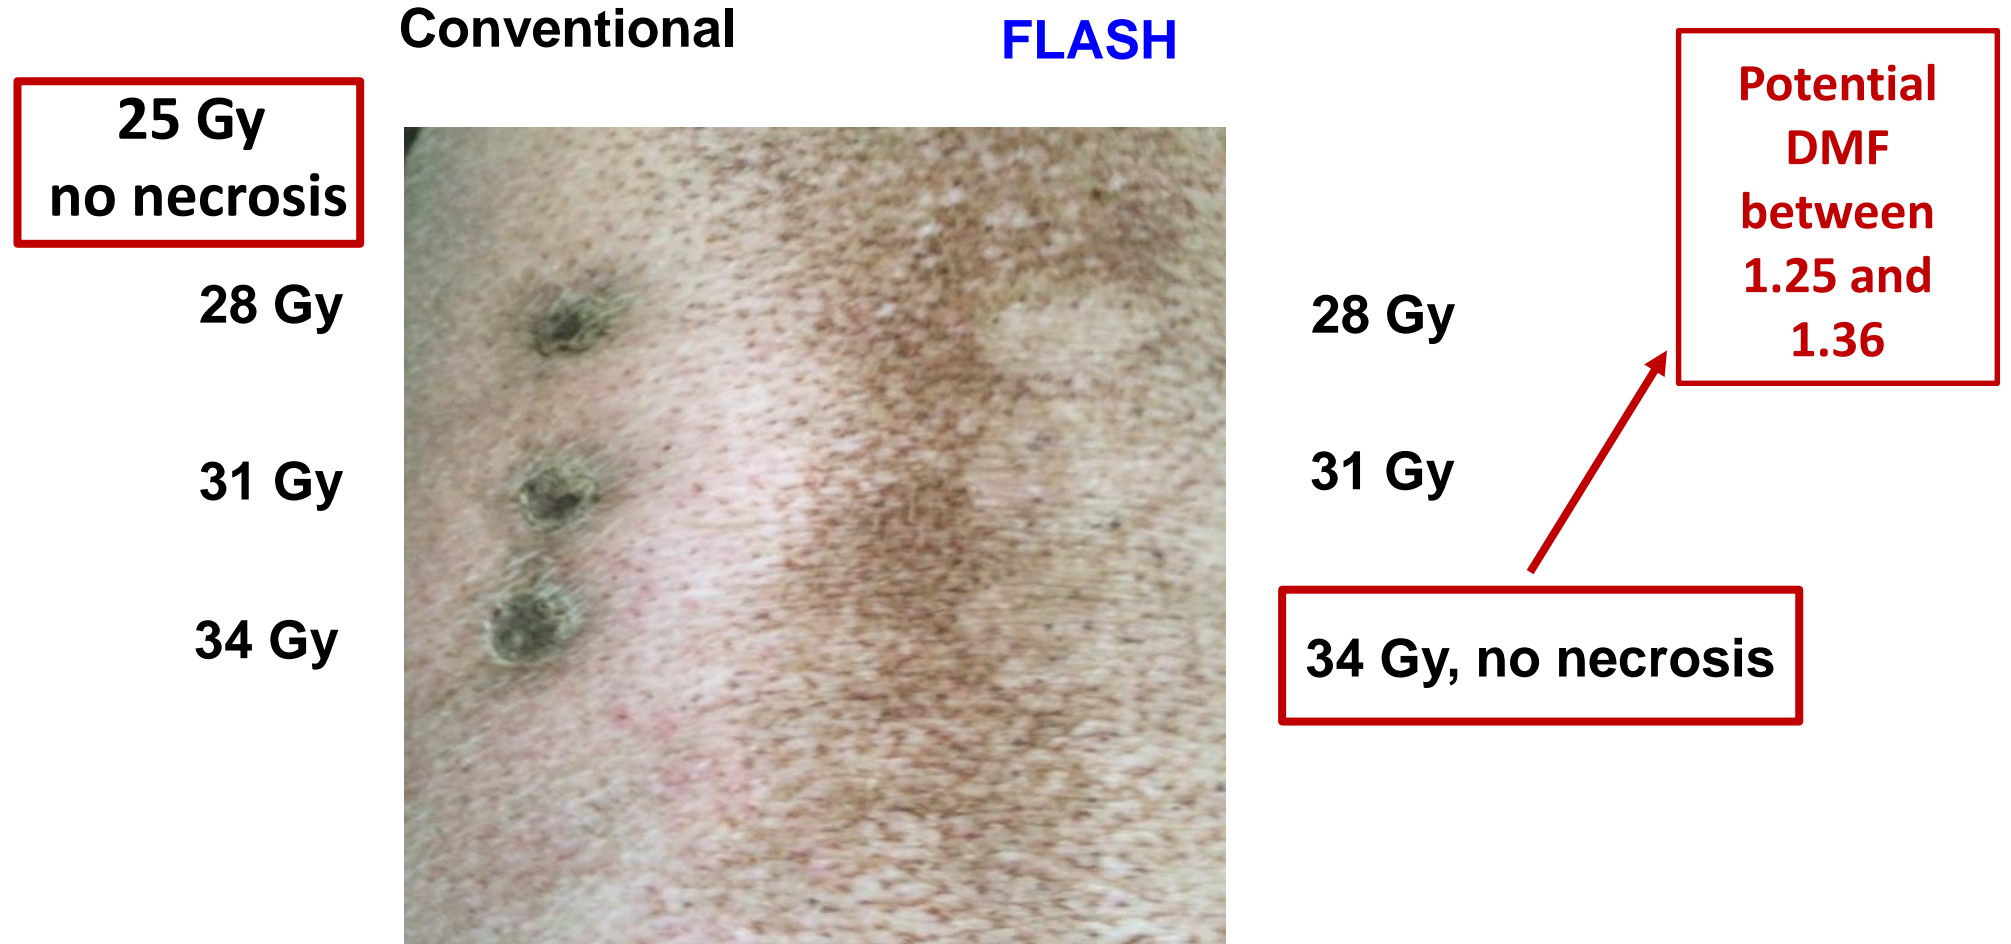 Conventional
FLASH
25 Gy
no necrosis
28 Gy
31 Gy
34 Gy
28 Gy
31 Gy
34 Gy, no necrosis
Potential
DMF
between
1.25 and
1.36